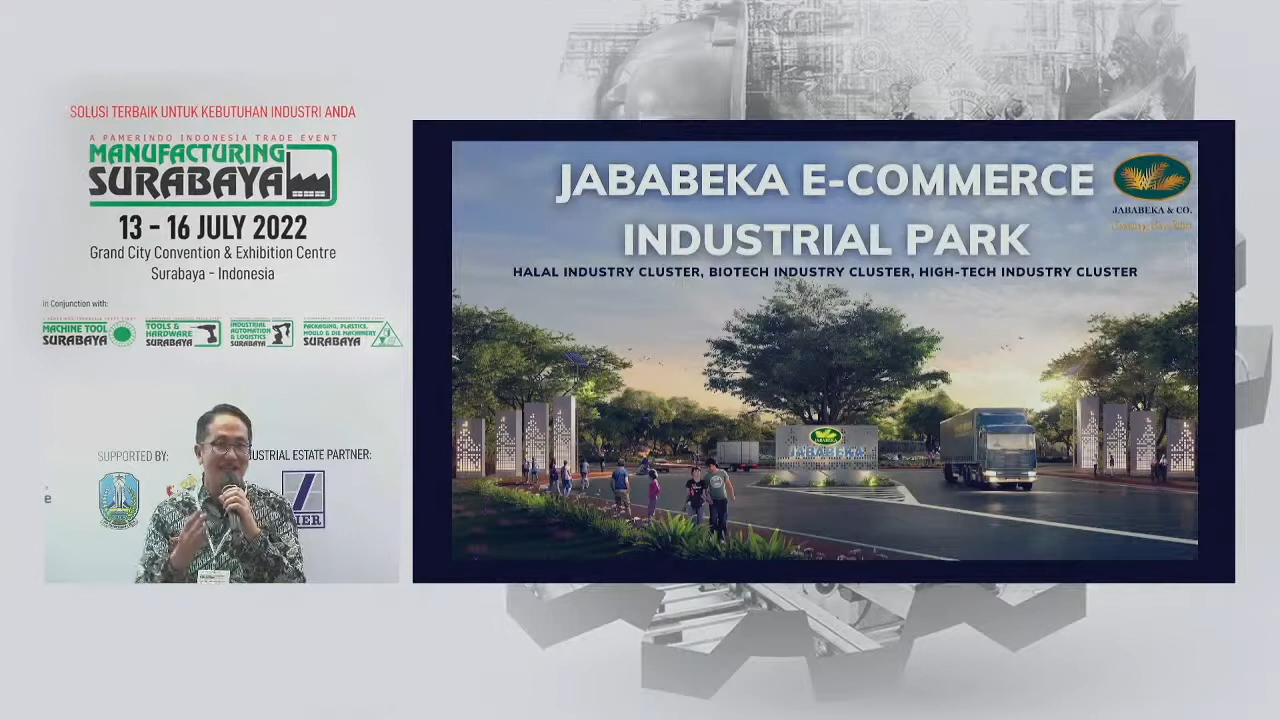 SOLUSI TERBAIK UNTUK KEBUTUHAN INDUSTRI ANDA
A PAMERINDO INDONESIA TRADE EVENT
MANUFACTURING
SURABAYA
13 - 16 JULY 2022
Grand City Convention & Exhibition Centre
Surabaya - Indonesia
In Conjunction with:
MACHINE TOOL
SURABAYA
TOOLS &
HARDWARE
SURABAYA
INDUSTRIAL
AUTOMATION
& LOGISTICS
SURABAYA
PACKAGING, PLASTICS,
MOULD & DIE MACHINERY
SURABAYA
SUPPORTED BY:
USTRIAL ESTATE PARTNER:
IER
JABABEKA E-COMMERCE
INDUSTRIAL PARK
HALAL INDUSTRY CLUSTER, BIOTECH INDUSTRY CLUSTER, HIGH-TECH INDUSTRY CLUSTER
JABABEKA & CO.
JABABEKA
JABABEKA